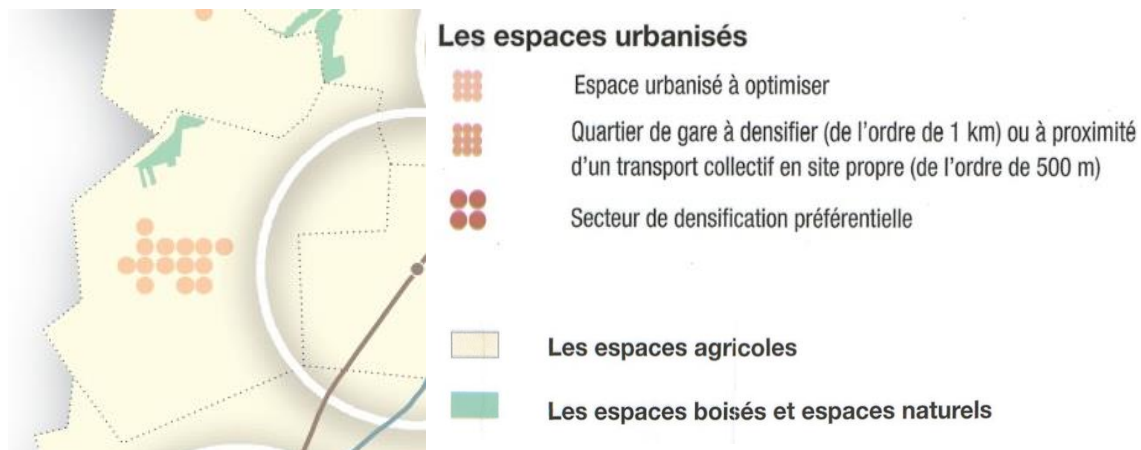 Les espaces urbanisés
Espace urbanisé à optimiser
Quartier de gare à densifier (de l'ordre de 1 km) ou à proximité
d'un transport collectif en site propre (de l'ordre de 500 m)
Secteur de densification préférentielle
Les espaces agricoles
Les espaces boisés et espaces naturels